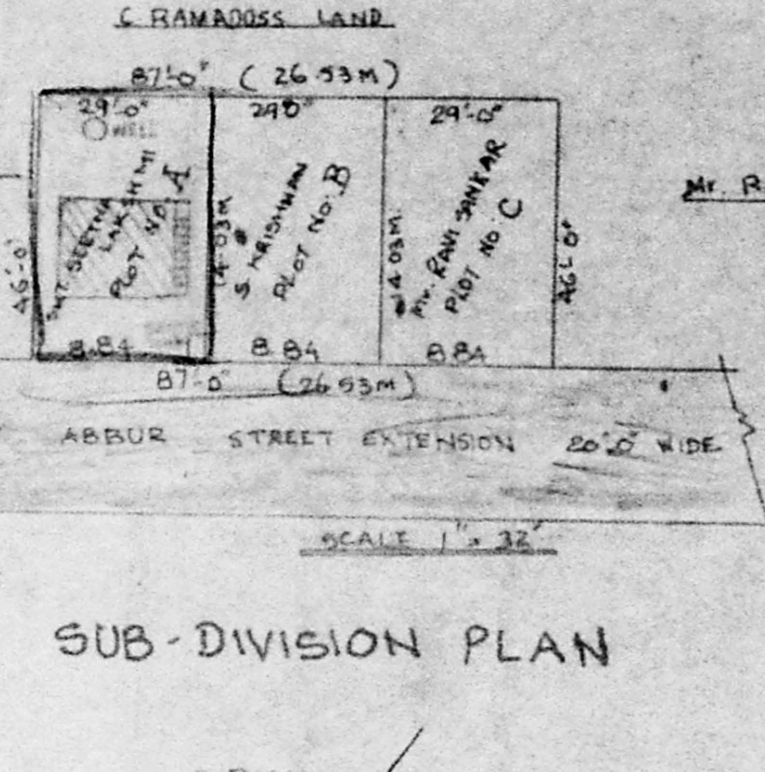 C RAMADOSS LAND
87'-0" (26.53M)
29'-0"
290"
29'-0"
WELL
SMT. SEETHA
LAKSHMI
PLOT NO A
S. KRISHNAN
PLOT NO: B
Mr. RAVI SANKAR
PLOT NO: C
46'-0"
14.03M
14.03M.
46'-0"
Mr. R
8.84
8.84
8.84
87'-0" (26.53M)
ABBUR STREET EXTENSION 20'.0" WIDE
SCALE 1" = 32'
SUB-DIVISION PLAN